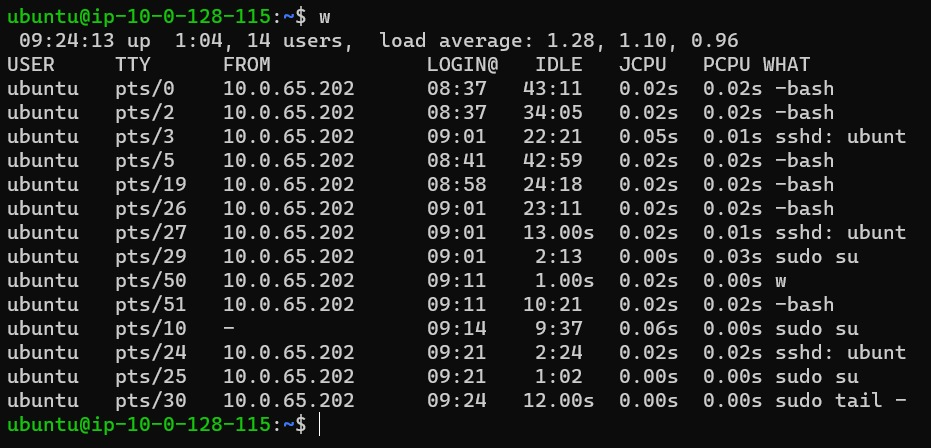 ubuntu@ip-10-0-128-115:~$ w
 09:24:13 up  1:04, 14 users,  load average: 1.28, 1.10, 0.96
USER     TTY      FROM             LOGIN@   IDLE   JCPU   PCPU WHAT
ubuntu   pts/0    10.0.65.202      08:37   43:11   0.02s  0.02s -bash
ubuntu   pts/2    10.0.65.202      08:37   34:05   0.02s  0.02s -bash
ubuntu   pts/3    10.0.65.202      09:01   22:21   0.05s  0.01s sshd: ubunt
ubuntu   pts/5    10.0.65.202      08:41   42:59   0.02s  0.02s -bash
ubuntu   pts/19   10.0.65.202      08:58   24:18   0.02s  0.02s -bash
ubuntu   pts/26   10.0.65.202      09:01   23:11   0.02s  0.02s -bash
ubuntu   pts/27   10.0.65.202      09:01   13.00s  0.02s  0.01s sshd: ubunt
ubuntu   pts/29   10.0.65.202      09:01    2:13   0.00s  0.03s sudo su
ubuntu   pts/50   10.0.65.202      09:11    1.00s  0.02s  0.00s w
ubuntu   pts/51   10.0.65.202      09:11   10:21   0.02s  0.02s -bash
ubuntu   pts/10   -                09:14    9:37   0.06s  0.00s sudo su
ubuntu   pts/24   10.0.65.202      09:21    2:24   0.02s  0.02s sshd: ubunt
ubuntu   pts/25   10.0.65.202      09:21    1:02   0.00s  0.00s sudo su
ubuntu   pts/30   10.0.65.202      09:24   12.00s  0.00s  0.00s sudo tail -
ubuntu@ip-10-0-128-115:~$